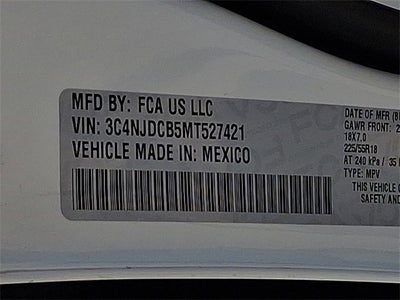 MFD BY: FCA US LLC
VIN: 3C4NJDCB5MT527421
VEHICLE MADE IN: MEXICO
DATE OF MFR
GAWR FRONT:
18X7.0
225/55R18
AT 240 kPa / 35
TYPE: MPV
THIS VEHICLE
SAFETY AND